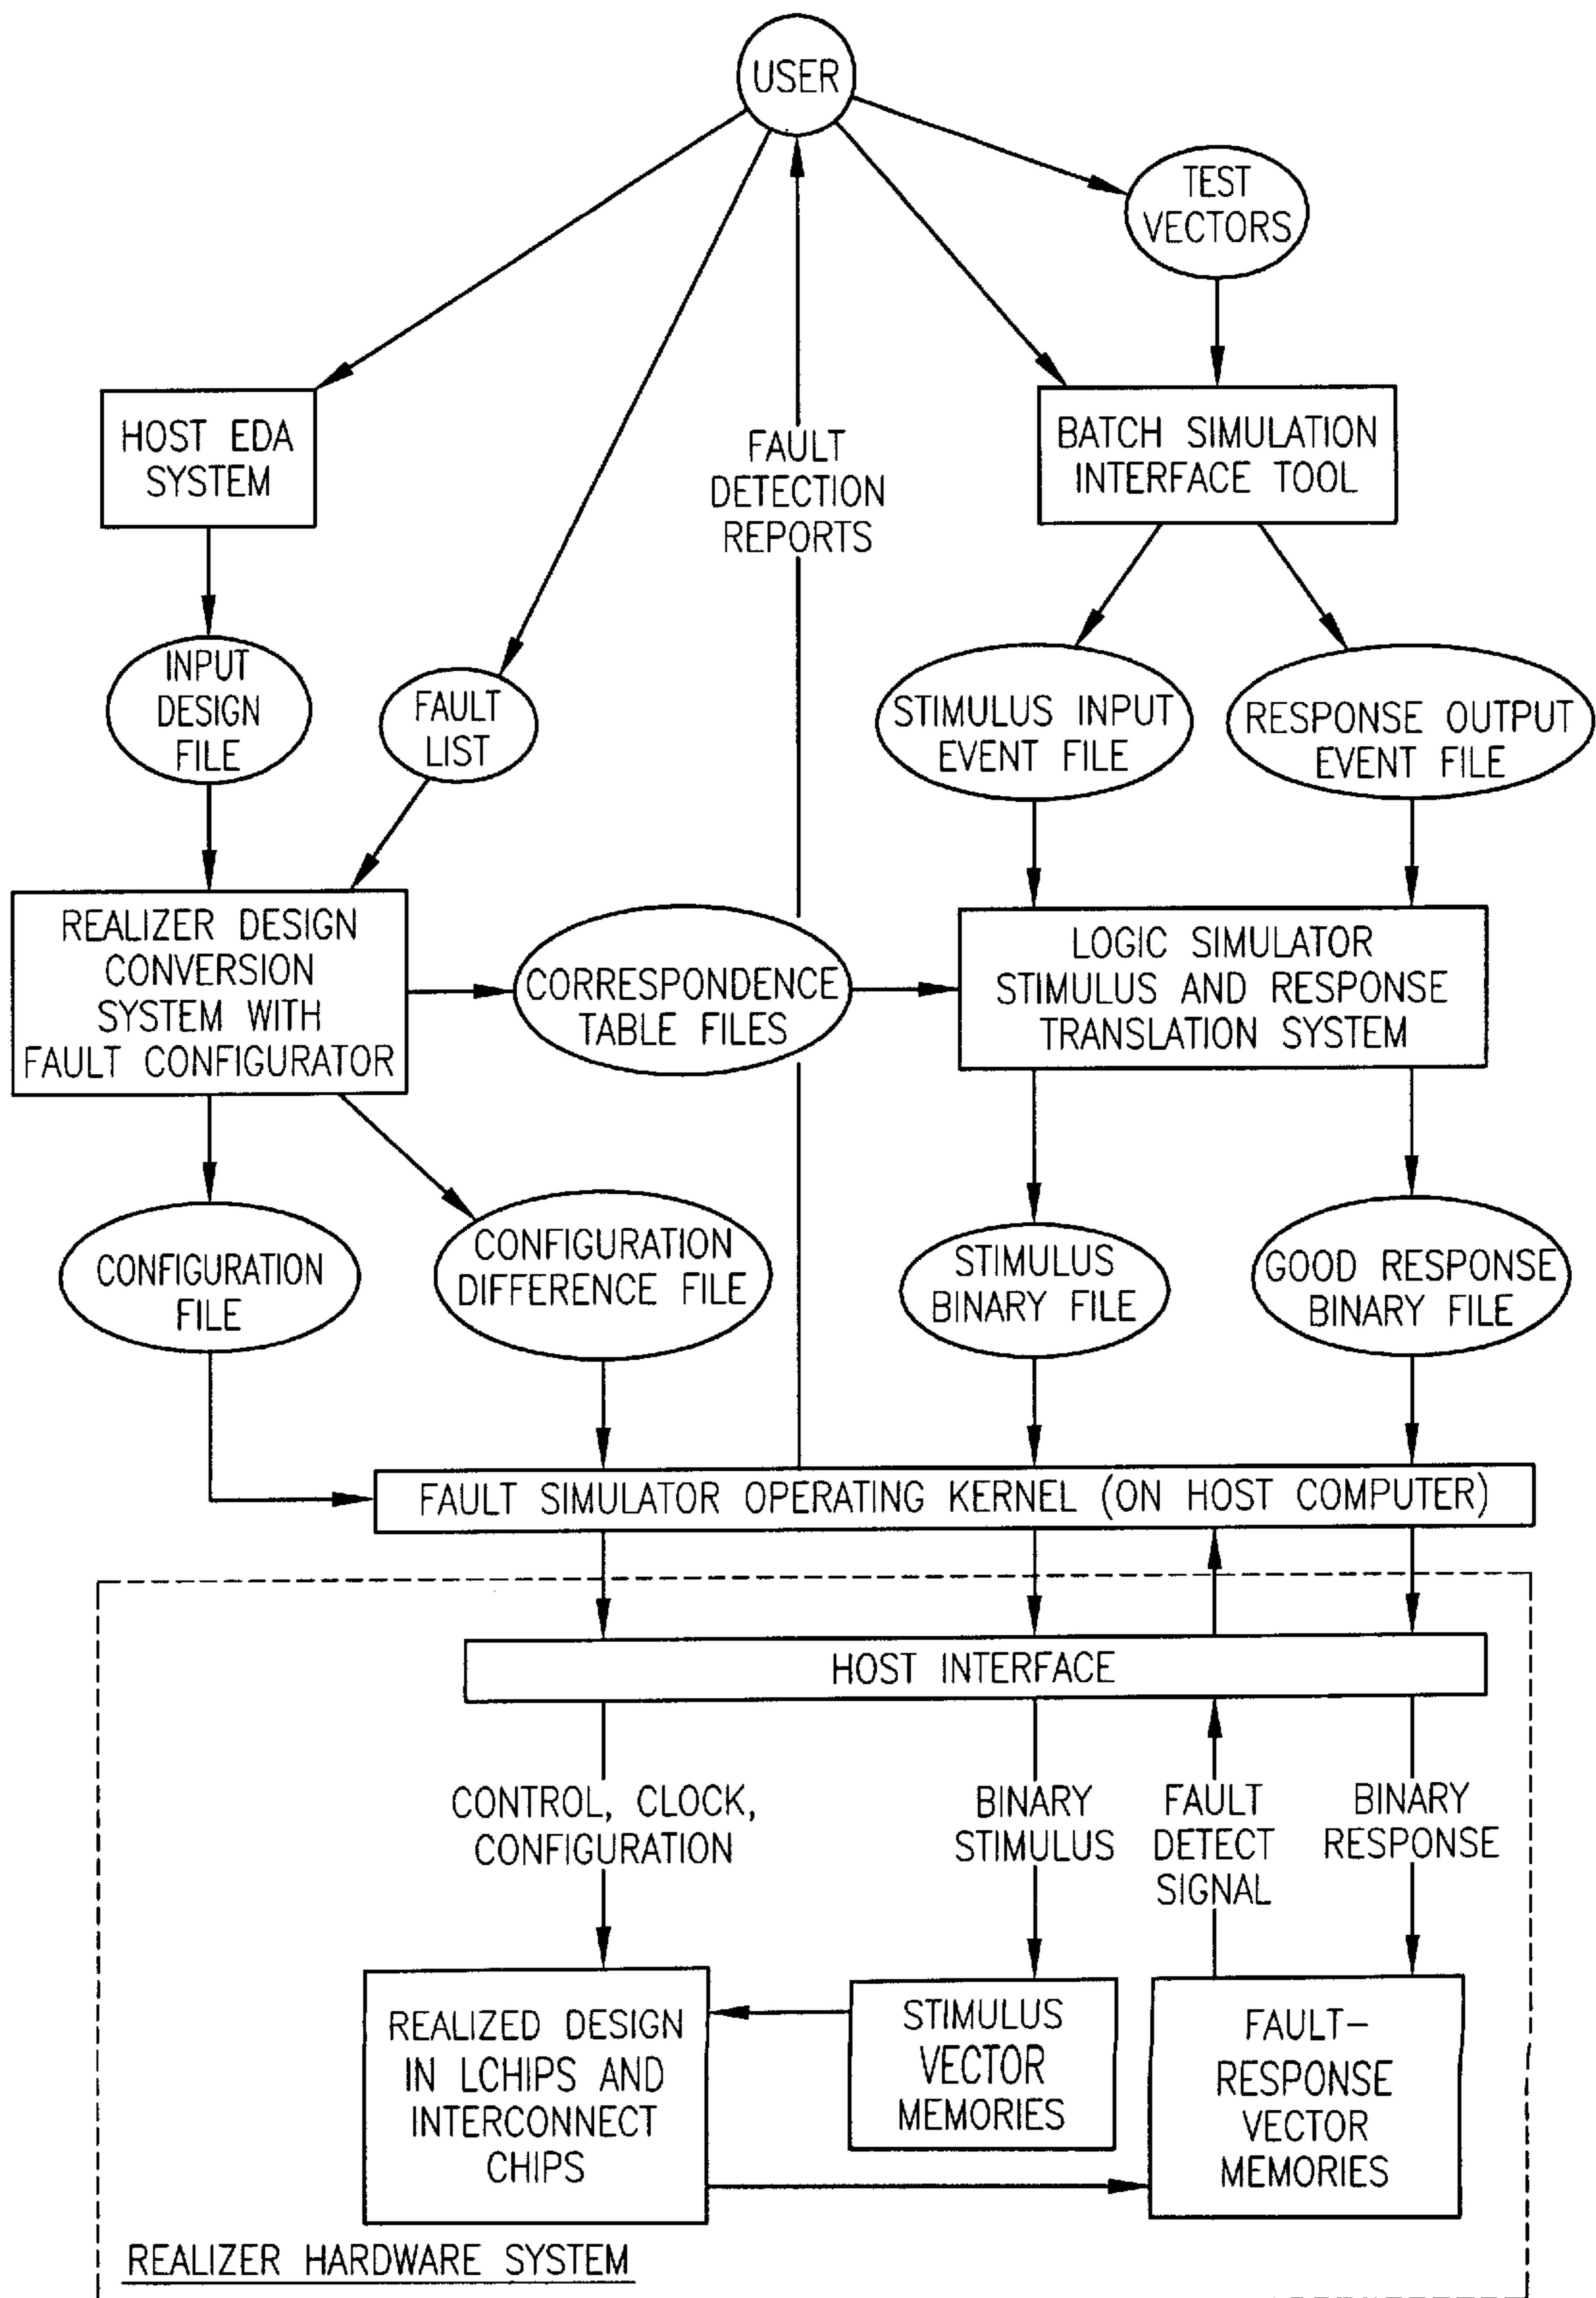 USER
TEST
VECTORS
HOST EDA
SYSTEM
FAULT
DETECTION
REPORTS
BATCH SIMULATION
INTERFACE TOOL
INPUT
DESIGN
FILE
FAULT
LIST
STIMULUS INPUT
EVENT FILE
RESPONSE OUTPUT
EVENT FILE
REALIZER DESIGN
CONVERSION
SYSTEM WITH
FAULT CONFIGURATOR
CORRESPONDENCE
TABLE FILES
LOGIC SIMULATOR
STIMULUS AND RESPONSE
TRANSLATION SYSTEM
CONFIGURATION
FILE
CONFIGURATION
DIFFERENCE FILE
STIMULUS
BINARY FILE
GOOD RESPONSE
BINARY FILE
FAULT SIMULATOR OPERATING KERNEL (ON HOST COMPUTER)
HOST INTERFACE
CONTROL, CLOCK,
CONFIGURATION
BINARY
STIMULUS
FAULT
DETECT
SIGNAL
BINARY
RESPONSE
REALIZED DESIGN
IN LCHIPS AND
INTERCONNECT
CHIPS
STIMULUS
VECTOR
MEMORIES
FAULT-
RESPONSE
VECTOR
MEMORIES
REALIZER HARDWARE SYSTEM